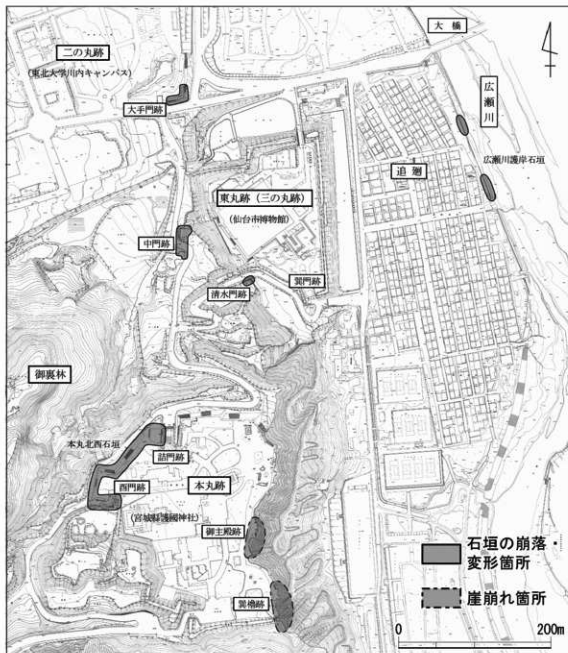 大橋
二の丸跡
(東北大学川内キャンパス)
大手門跡
広瀬川
広瀬川護岸石垣
追廻
東丸跡（三の丸跡）
(仙台市博物館)
中門跡
清水門跡
巽門跡
御裏林
本丸北西石垣
詰門跡
酉門跡
本丸跡
(宮城縣護國神社)
御主殿跡
巽櫓跡
石垣の崩落・
変形箇所
崖崩れ箇所
0 200m